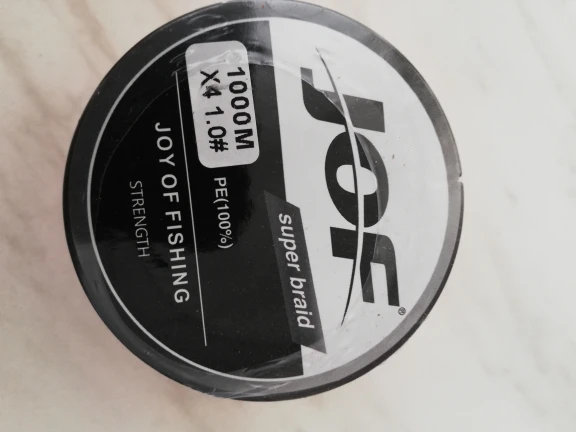 JOF®
super braid
1000M
X4 1.0#
PE(100%)
JOY OF FISHING
STRENGTH